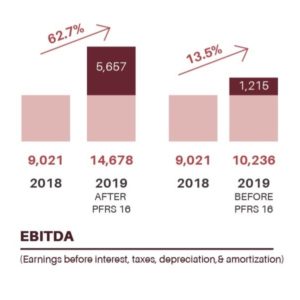 62.7%
5,657
13.5%
1,215
9,021
14,678
9,021
10,236
2018
2019
2018
2019
AFTER
BEFORE
PFRS 16
PFRS 16
EBITDA
(Earnings before interest, taxes, depreciation,& amortization)